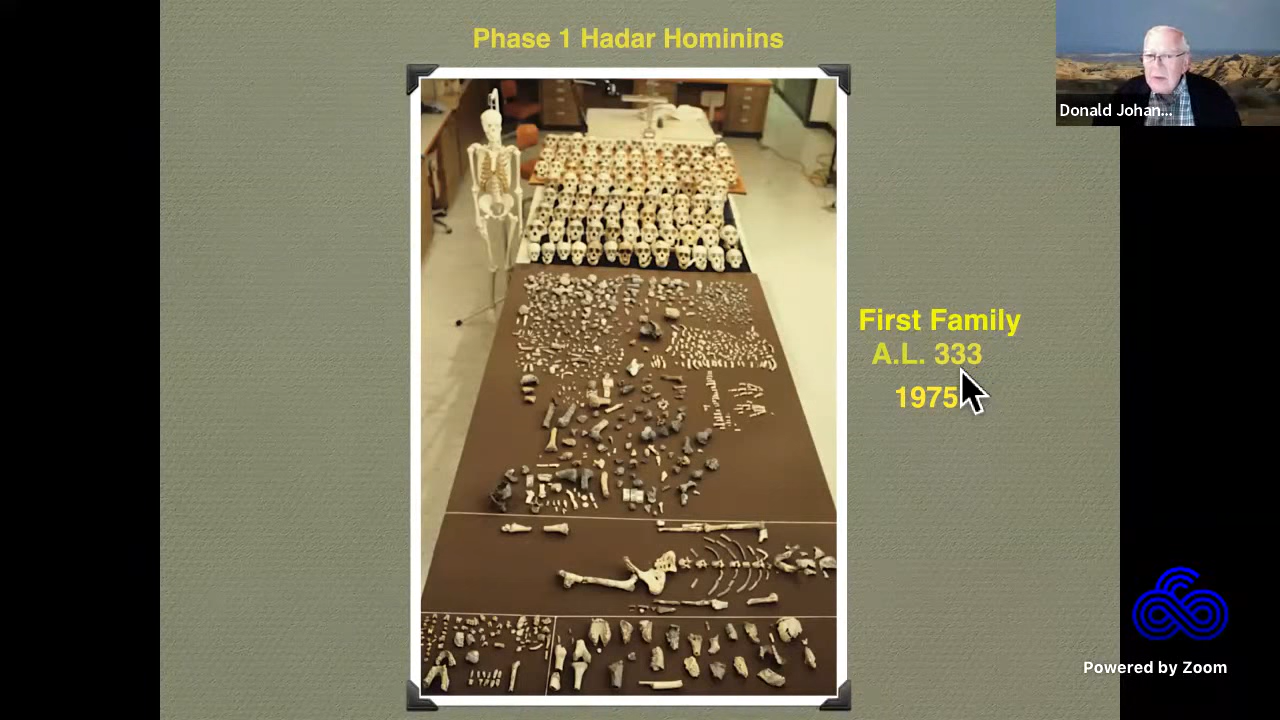 Phase 1 Hadar Hominins
Donald Johan...
First Family
A.L. 333
1975
Powered by Zoom